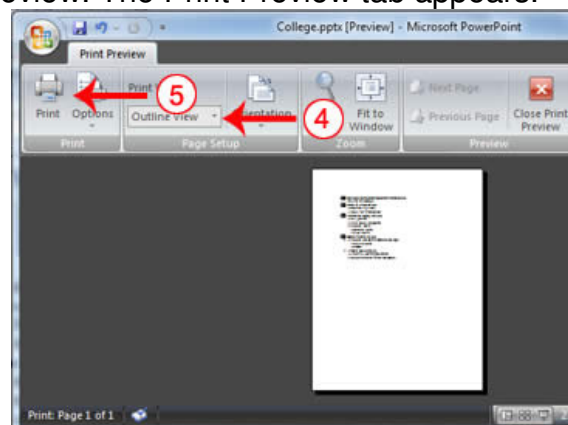 eview. The Print Preview tab appears.
College.pptx [Preview] - Microsoft PowerPoint
Print Preview
Print
Options
Print
Outline View
Orientation
Fit to
Window
Next Page
Previous Page
Close Print
Preview
5
4
Print
Page Setup
Zoom
Preview
Print: Page 1 of 1